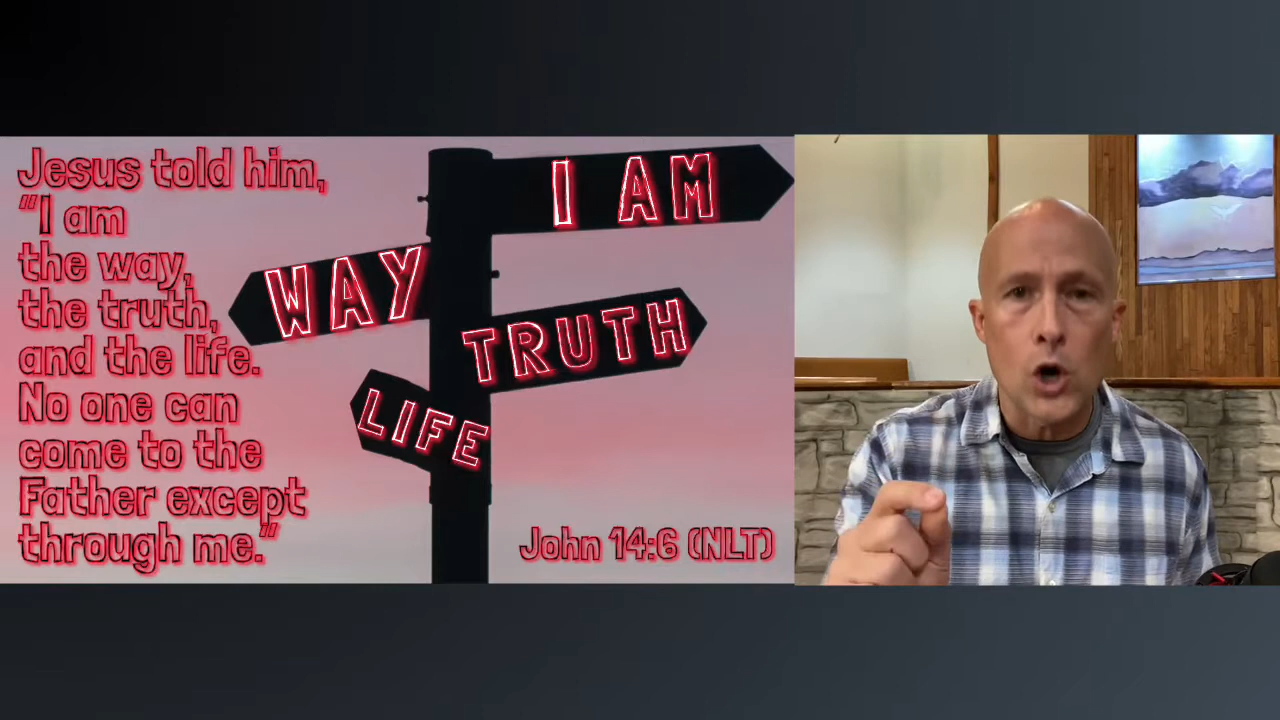 Jesus told him,
"I am
the way,
the truth,
and the life.
No one can
come to the
Father except
through me."
I AM
WAY
TRUTH
LIFE
John 14:6 (NLT)